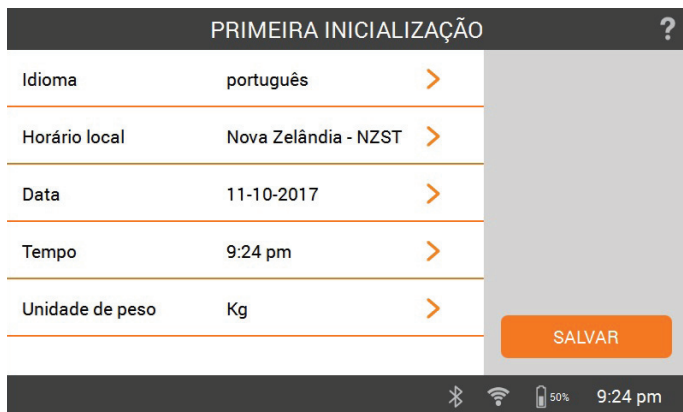 PRIMEIRA INICIALIZAÇÃO ?
Idioma português
Horário local Nova Zelândia - NZST
Data 11-10-2017
Tempo 9:24 pm
Unidade de peso Kg
SALVAR
50% 9:24 pm